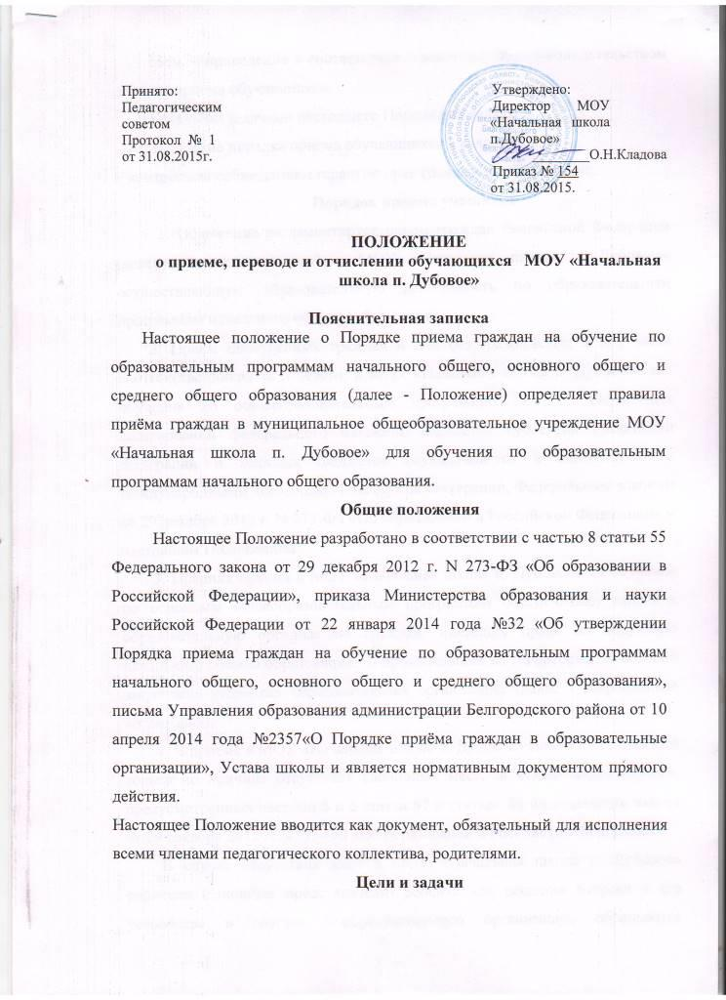 Принято:
Педагогическим
советом
Протокол № 1
от 31.08.2015г.
Утверждено:
Директор МОУ
«Начальная школа
п.Дубовое»
О.Н.Кладова
Приказ № 154
от 31.08.2015.
ПОЛОЖЕНИЕ
о приеме, переводе и отчислении обучающихся МОУ «Начальная
школа п. Дубовое»
Пояснительная записка
Настоящее положение о Порядке приема граждан на обучение по
образовательным программам начального общего, основного общего и
среднего общего образования (далее - Положение) определяет правила
приёма граждан в муниципальное общеобразовательное учреждение МОУ
«Начальная школа п. Дубовое» для обучения по образовательным
программам начального общего образования.
Общие положения
Настоящее Положение разработано в соответствии с частью 8 статьи 55
Федерального закона от 29 декабря 2012 г. N 273-ФЗ «Об образовании в
Российской Федерации», приказа Министерства образования и науки
Российской Федерации от 22 января 2014 года №32 «Об утверждении
Порядка приема граждан на обучение по образовательным программам
начального общего, основного общего и среднего общего образования»,
письма Управления образования администрации Белгородского района от 10
апреля 2014 года №2357«О Порядке приёма граждан в образовательные
организации», Устава школы и является нормативным документом прямого
действия.
Настоящее Положение вводится как документ, обязательный для исполнения
всеми членами педагогического коллектива, родителями.
Цели и задачи